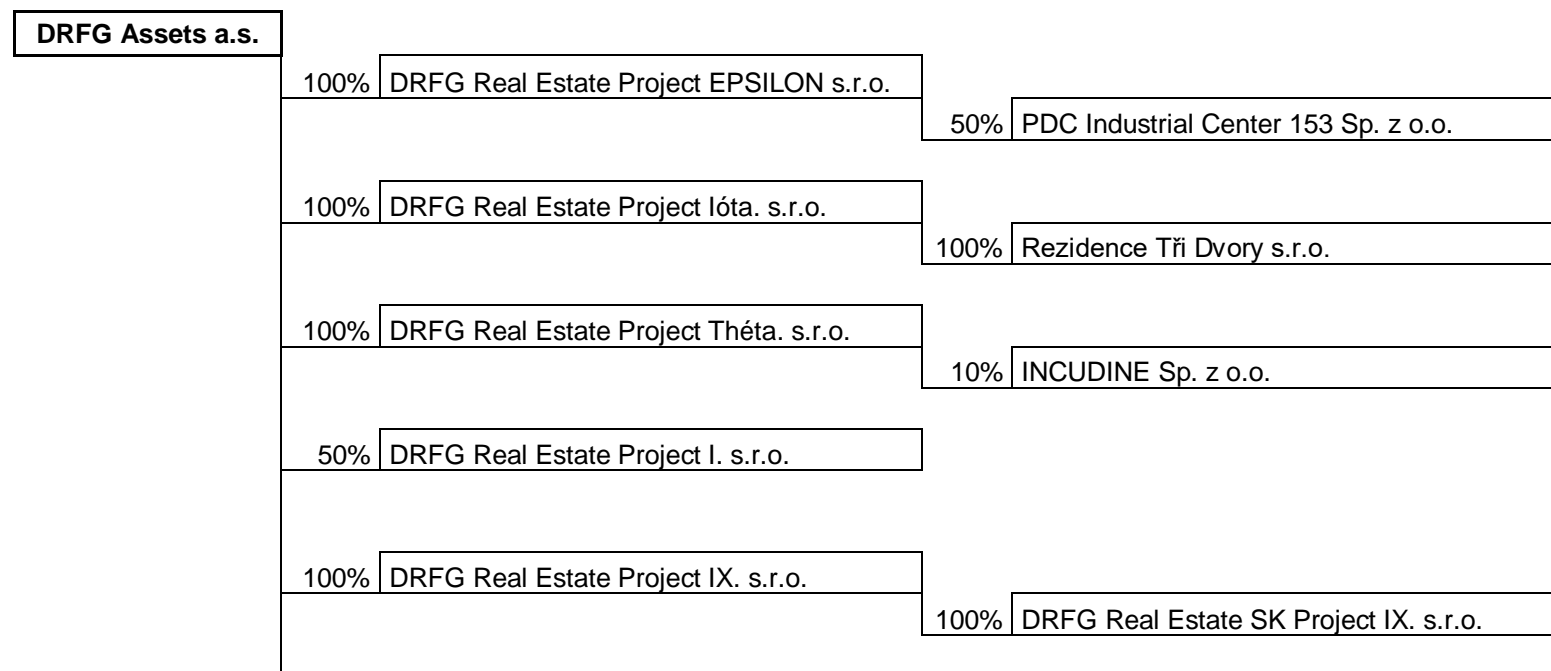 DRFG Assets a.s.
100% DRFG Real Estate Project EPSILON s.r.o.
50% PDC Industrial Center 153 Sp. z o.o.
100% DRFG Real Estate Project Ióta. s.r.o.
100% Rezidence Tři Dvory s.r.o.
100% DRFG Real Estate Project Théta. s.r.o.
10% INCUDINE Sp. z o.o.
50% DRFG Real Estate Project I. s.r.o.
100% DRFG Real Estate Project IX. s.r.o.
100% DRFG Real Estate SK Project IX. s.r.o.